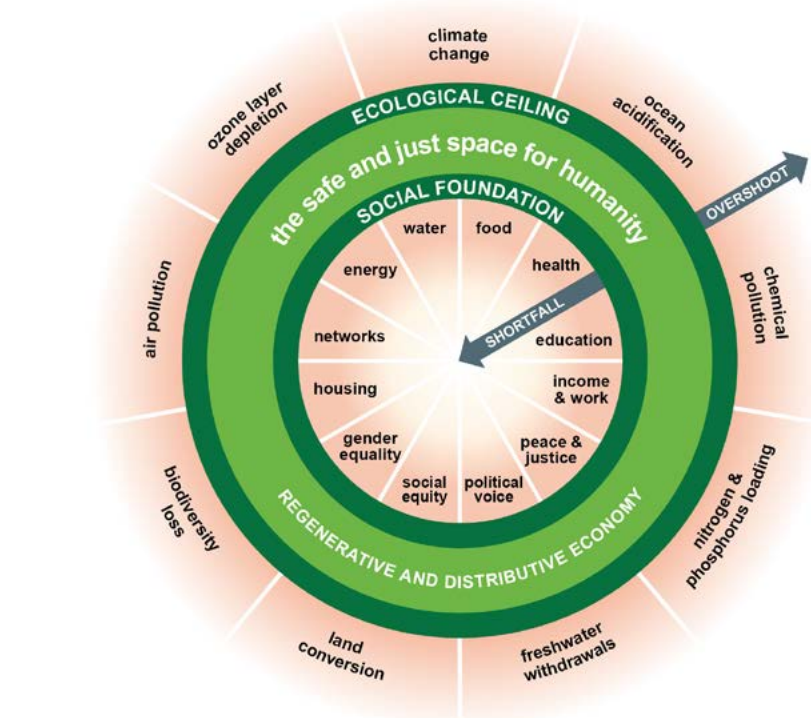 climate
change
ozone layer
depletion
ocean
acidification
ECOLOGICAL CEILING
the safe and just space for humanity
OVERSHOOT
SOCIAL FOUNDATION
water
food
energy
health
air pollution
chemical
pollution
SHORTFALL
networks
education
housing
income
& work
gender
equality
peace &
justice
social
equity
political
voice
biodiversity
loss
nitrogen &
phosphorus loading
REGENERATIVE AND DISTRIBUTIVE ECONOMY
land
conversion
freshwater
withdrawals